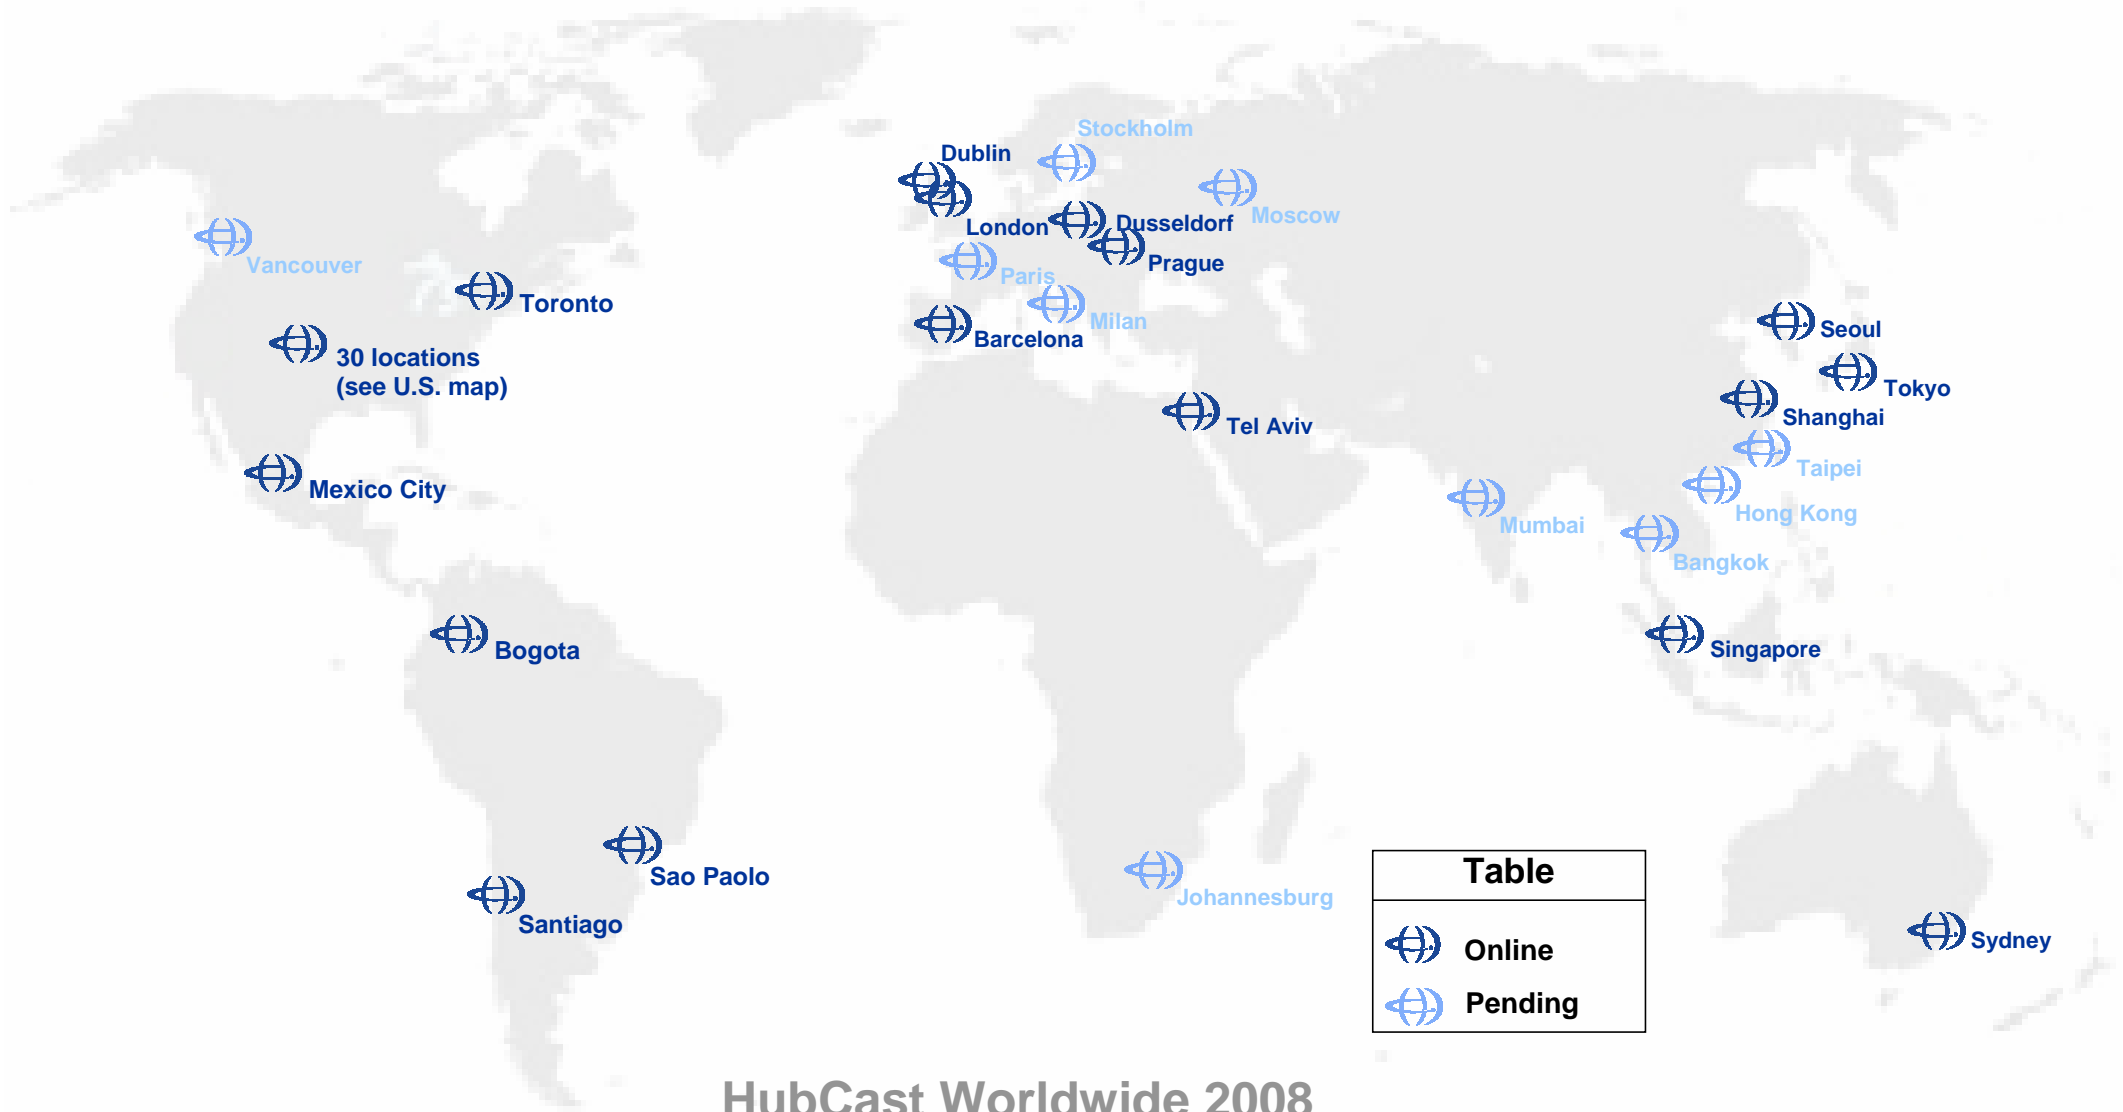 Stockholm
Dublin
Moscow
London
Dusseldorf
Prague
Vancouver
Paris
Toronto
Milan
Barcelona
30 locations
(see U.S. map)
Seoul
Tokyo
Shanghai
Tel Aviv
Taipei
Mexico City
Hong Kong
Mumbai
Bangkok
Bogota
Singapore
Sao Paolo
Santiago
Johannesburg
Table
Online
Pending
Sydney
HubCast Worldwide 2008